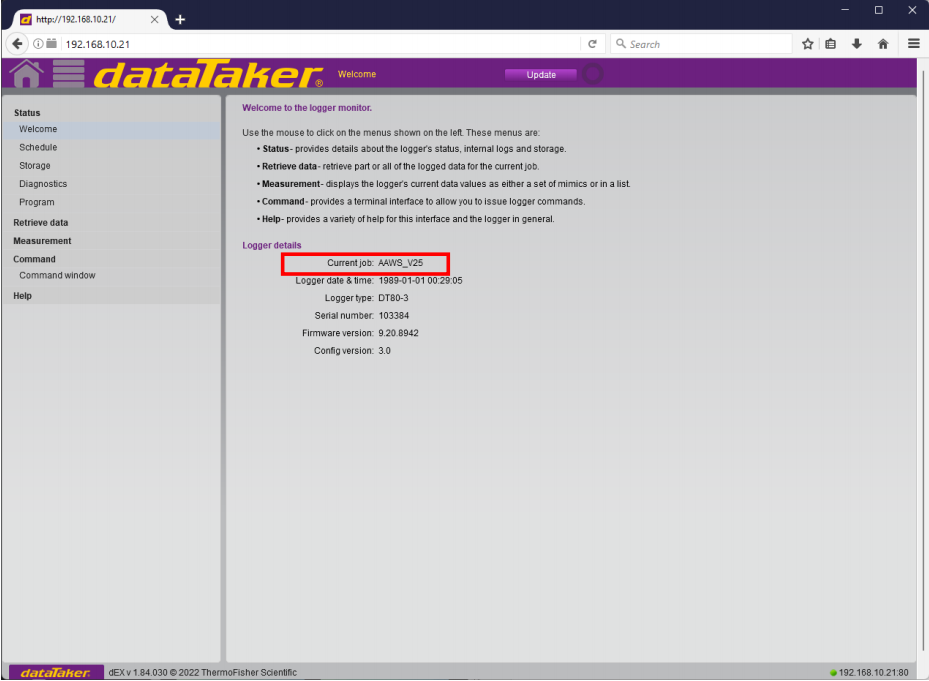 http://192.168.10.21/
192.168.10.21
Search
dataTaker®
Welcome
Update
Status
Welcome
Schedule
Storage
Diagnostics
Program
Retrieve data
Measurement
Command
Command window
Help
Welcome to the logger monitor.
Use the mouse to click on the menus shown on the left. These menus are:
• Status- provides details about the logger's status, internal logs and storage.
• Retrieve data- retrieve part or all of the logged data for the current job.
• Measurement- displays the logger's current data values as either a set of mimics or in a list.
• Command- provides a terminal interface to allow you to issue logger commands.
• Help- provides a variety of help for this interface and the logger in general.
Logger details
Current job: AAWS_V25
Logger date & time: 1989-01-01 00:29:05
Logger type: DT80-3
Serial number: 103384
Firmware version: 9.20.8942
Config version: 3.0
dataTaker. dEX v 1.84.030 © 2022 ThermoFisher Scientific
192.168.10.21:80